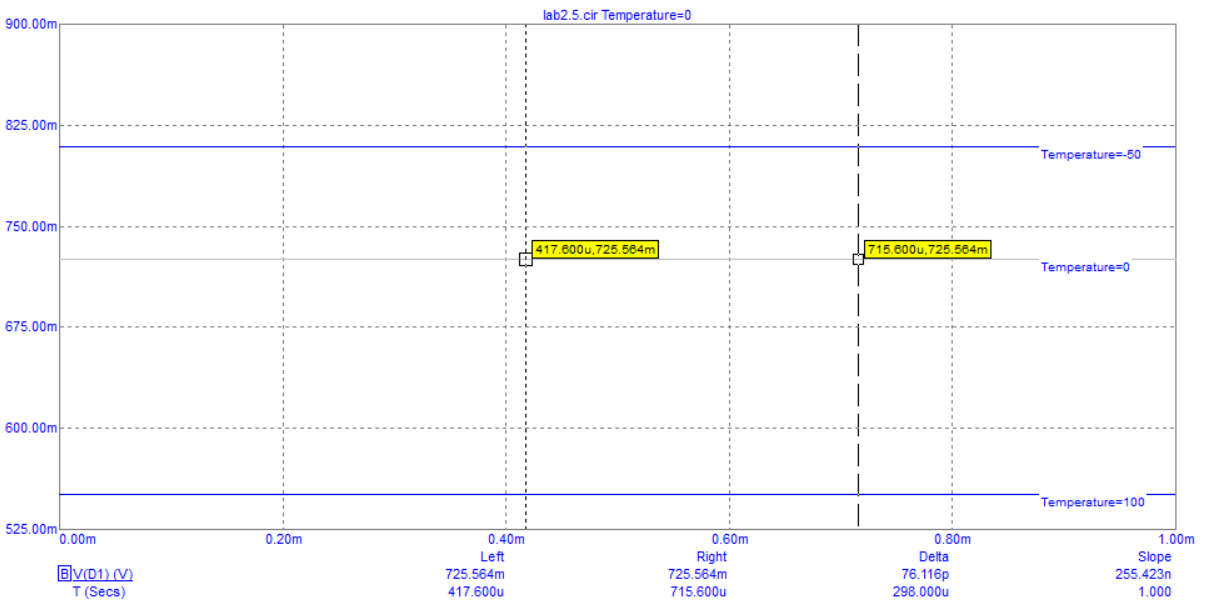 lab2.5.cir Temperature=0
900.00m
825.00m
Temperature=-50
750.00m
417.600u,725.564m
715.600u,725.564m
Temperature=0
675.00m
600.00m
Temperature=100
525.00m
0.00m 0.20m 0.40m 0.60m 0.80m 1.00m
Left Right Delta Slope
B V(D1) (V) 725.564m 725.564m 76.116p 255.423n
T (Secs) 417.600u 715.600u 298.000u 1.000